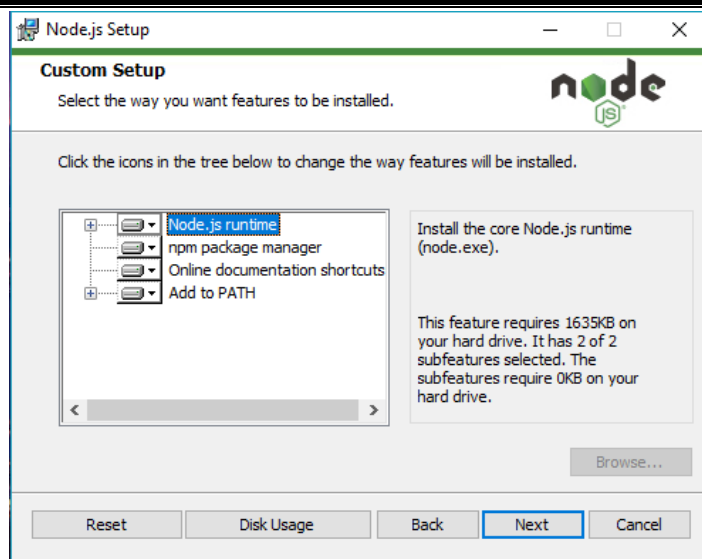 Node.js Setup
Custom Setup
Select the way you want features to be installed.
node
JS
Click the icons in the tree below to change the way features will be installed.
Node.js runtime
npm package manager
Online documentation shortcuts
Add to PATH
Install the core Node.js runtime
(node.exe).
This feature requires 1635KB on
your hard drive. It has 2 of 2
subfeatures selected. The
subfeatures require 0KB on your
hard drive.
Browse...
Reset
Disk Usage
Back
Next
Cancel